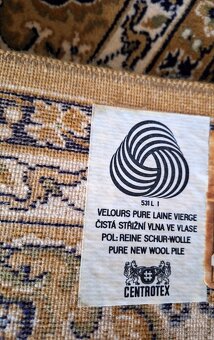 531 L I
VELOURS PURE LAINE VIERGE
ČISTÁ STŘIŽNÍ VLNA VE VLASE
POL: REINE SCHUR-WOLLE
PURE NEW WOOL PILE
CENTROTEX